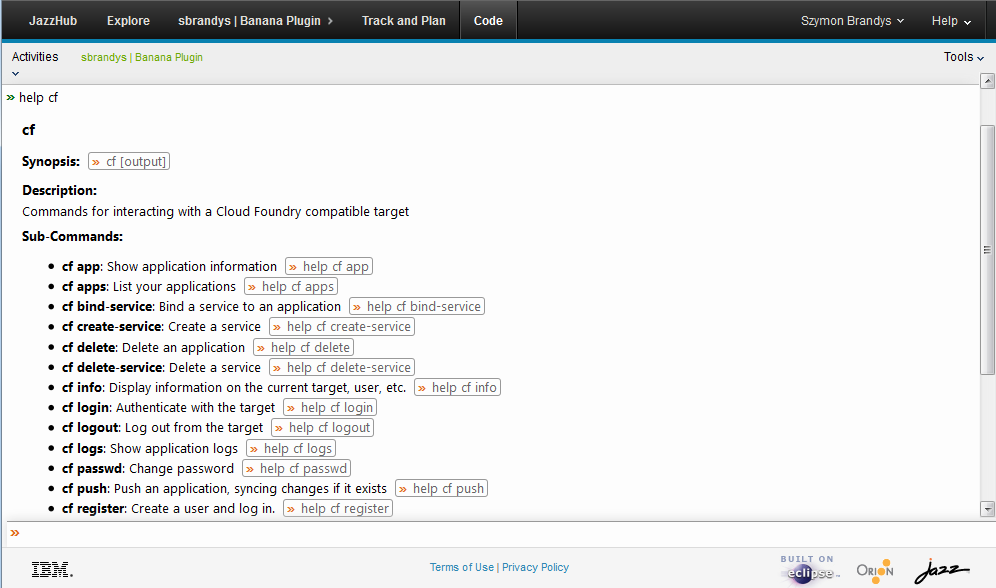 JazzHub Explore sbrandys | Banana Plugin > Track and Plan Code Szymon Brandys Help
Activities sbrandys | Banana Plugin Tools
» help cf
cf
Synopsis: » cf [output]
Description:
Commands for interacting with a Cloud Foundry compatible target
Sub-Commands:
• cf app: Show application information » help cf app
• cf apps: List your applications » help cf apps
• cf bind-service: Bind a service to an application » help cf bind-service
• cf create-service: Create a service » help cf create-service
• cf delete: Delete an application » help cf delete
• cf delete-service: Delete a service » help cf delete-service
• cf info: Display information on the current target, user, etc. » help cf info
• cf login: Authenticate with the target » help cf login
• cf logout: Log out from the target » help cf logout
• cf logs: Show application logs » help cf logs
• cf passwd: Change password » help cf passwd
• cf push: Push an application, syncing changes if it exists » help cf push
• cf register: Create a user and log in. » help cf register
»
IBM. Terms of Use | Privacy Policy BUILT ON eclipse ORION jazz